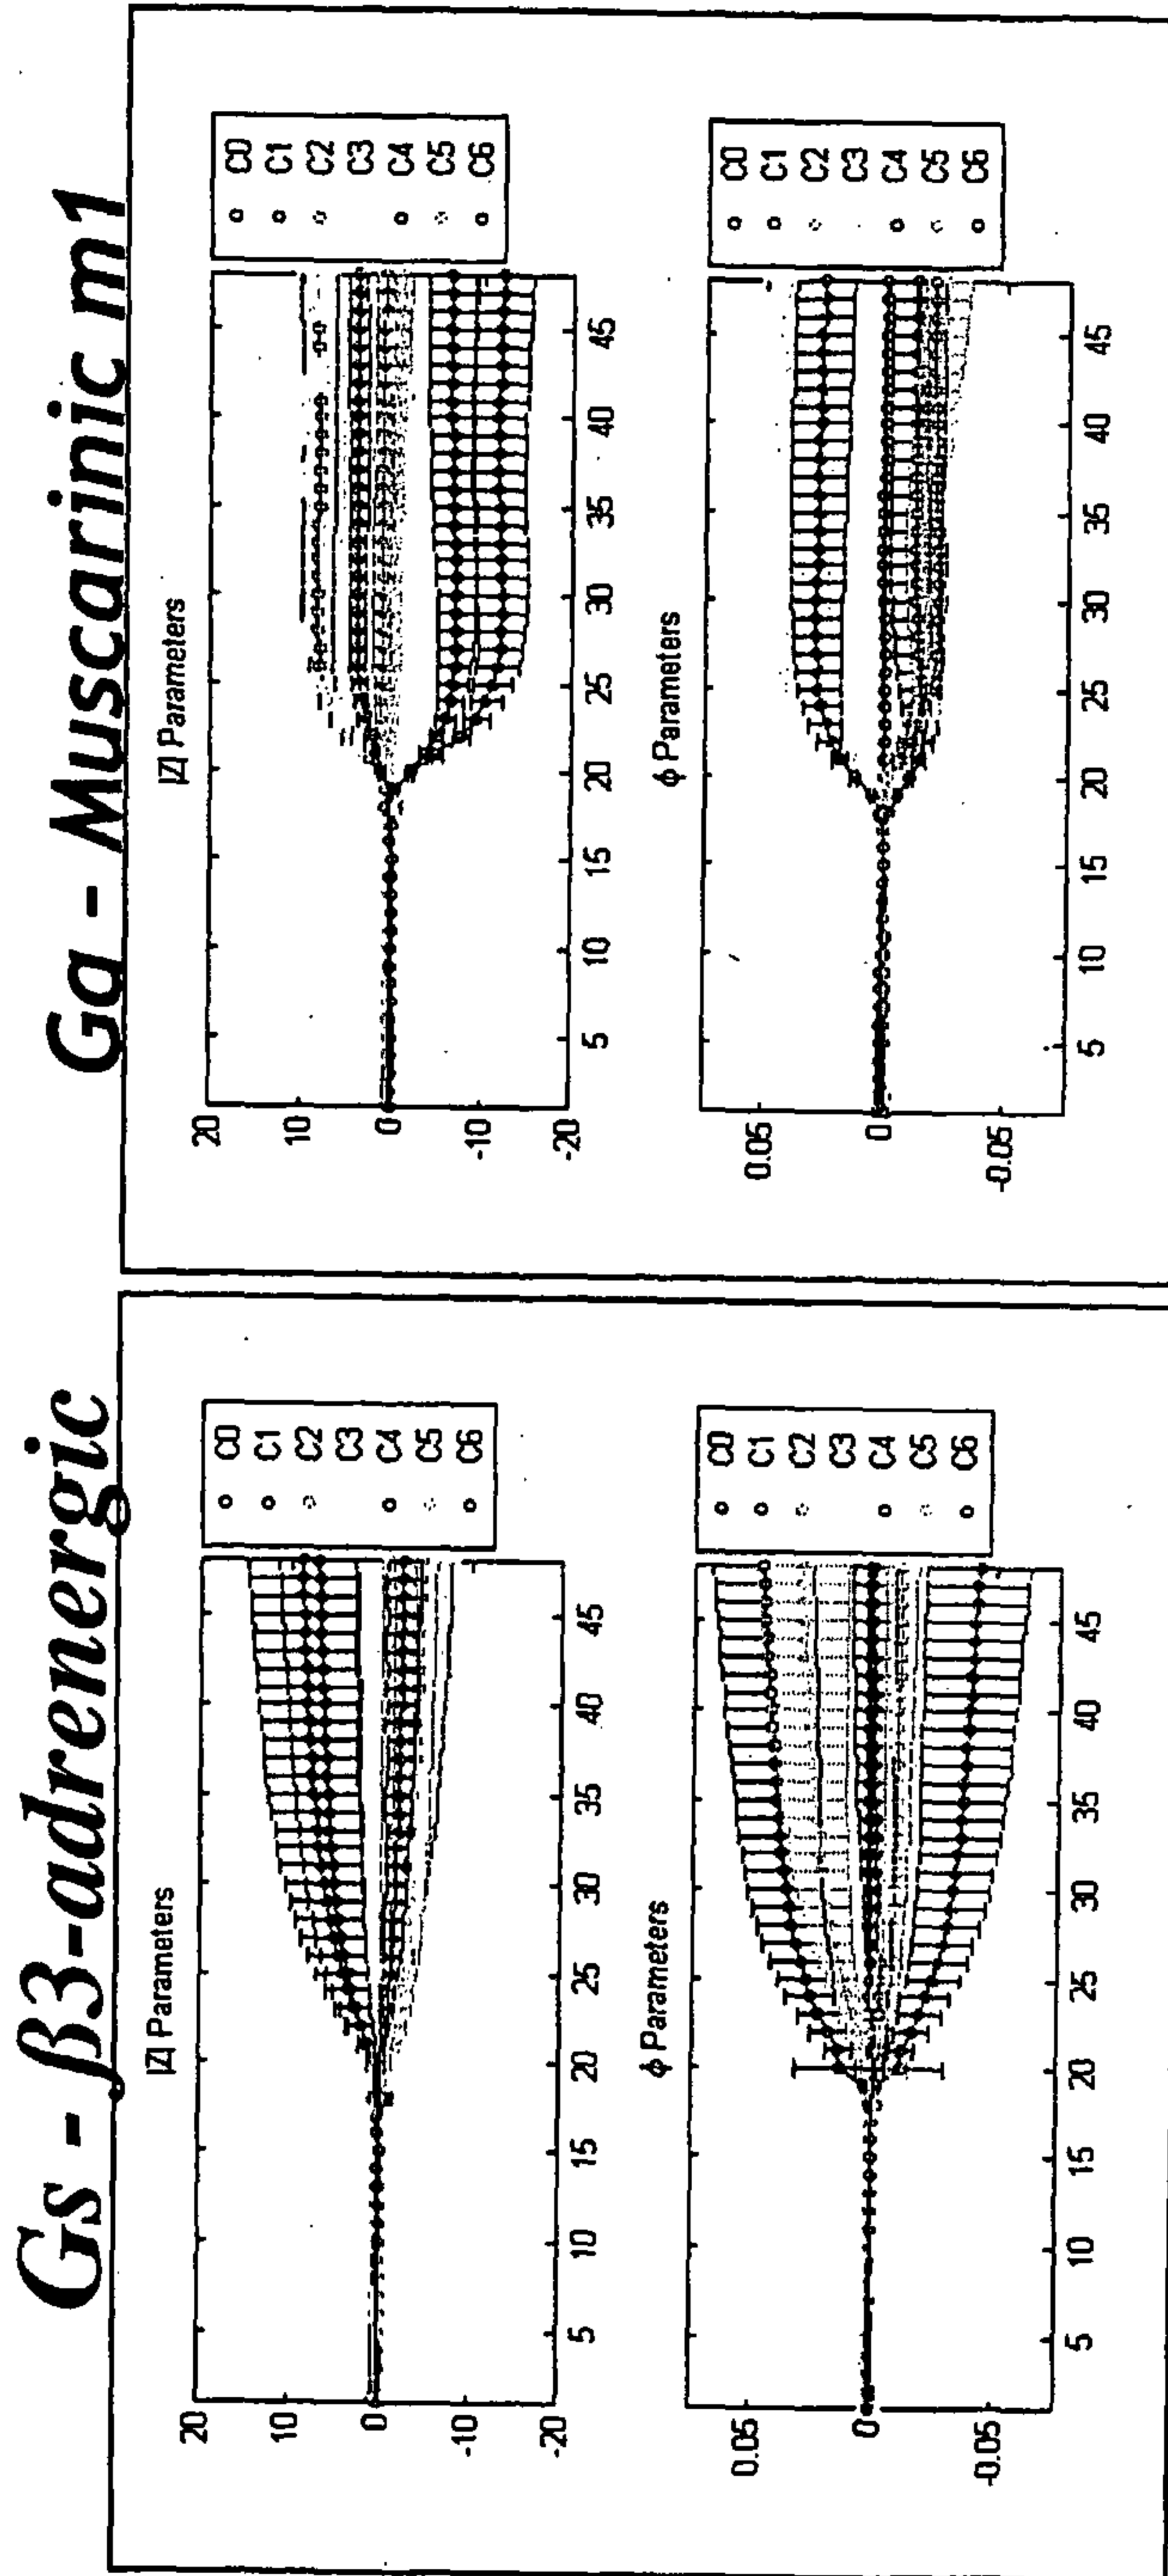 Gs - β3-adrenergic
|Z| Parameters
20
10
0
-10
-20
5 10 15 20 25 30 35 40 45
C0
C1
C2
C3
C4
C5
C6
ϕ Parameters
0.05
0
-0.05
5 10 15 20 25 30 35 40 45
C0
C1
C2
C3
C4
C5
C6
Ga - Muscarinic m1
|Z| Parameters
20
10
0
-10
-20
5 10 15 20 25 30 35 40 45
C0
C1
C2
C3
C4
C5
C6
ϕ Parameters
0.05
0
-0.05
5 10 15 20 25 30 35 40 45
C0
C1
C2
C3
C4
C5
C6